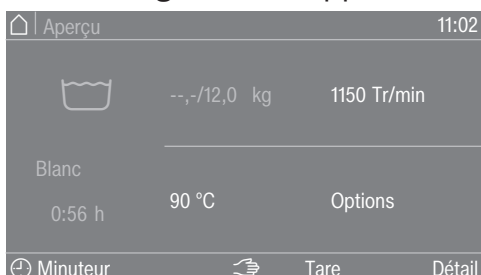 Aperçu 11:02
--,-/12,0 kg 1150 Tr/min
Blanc
0:56 h
90 °C Options
Minuteur Tare Détail